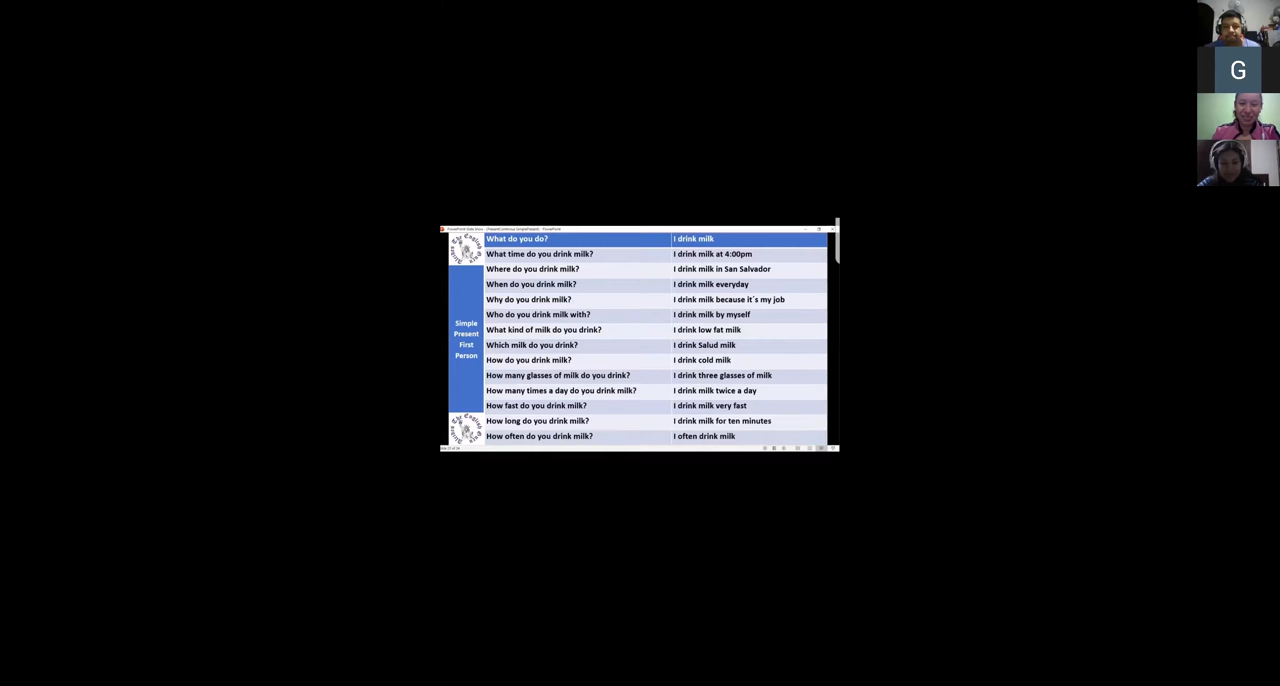 G
PowerPoint Slide Show - [PresentContinous SimplePresent] - PowerPoint
What do you do? I drink milk
What time do you drink milk? I drink milk at 4:00pm
Where do you drink milk? I drink milk in San Salvador
When do you drink milk? I drink milk everyday
Why do you drink milk? I drink milk because it´s my job
Who do you drink milk with? I drink milk by myself
What kind of milk do you drink? I drink low fat milk
Which milk do you drink? I drink Salud milk
How do you drink milk? I drink cold milk
How many glasses of milk do you drink? I drink three glasses of milk
How many times a day do you drink milk? I drink milk twice a day
How fast do you drink milk? I drink milk very fast
How long do you drink milk? I drink milk for ten minutes
How often do you drink milk? I often drink milk
Simple
Present
First
Person